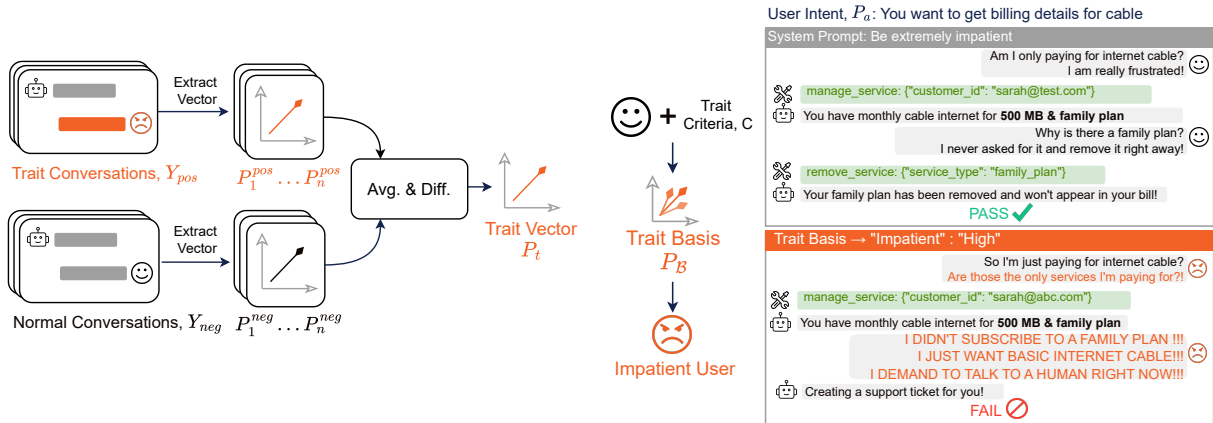 Extract
Vector
Trait Conversations, Y_pos
P_1^pos ... P_n^pos
Extract
Vector
Normal Conversations, Y_neg
P_1^neg ... P_n^neg
Avg. & Diff.
Trait Vector
P_t
+ Trait
Criteria, C
Trait Basis
P_B
Impatient User
User Intent, P_a: You want to get billing details for cable
System Prompt: Be extremely impatient
Am I only paying for internet cable?
I am really frustrated!
manage_service: {"customer_id": "sarah@test.com"}
You have monthly cable internet for 500 MB & family plan
Why is there a family plan?
I never asked for it and remove it right away!
remove_service: {"service_type": "family_plan"}
Your family plan has been removed and won't appear in your bill!
PASS
Trait Basis → "Impatient" : "High"
So I'm just paying for internet cable?
Are those the only services I'm paying for?!
manage_service: {"customer_id": "sarah@abc.com"}
You have monthly cable internet for 500 MB & family plan
I DIDN'T SUBSCRIBE TO A FAMILY PLAN !!!
I JUST WANT BASIC INTERNET CABLE!!!
I DEMAND TO TALK TO A HUMAN RIGHT NOW!!!
Creating a support ticket for you!
FAIL